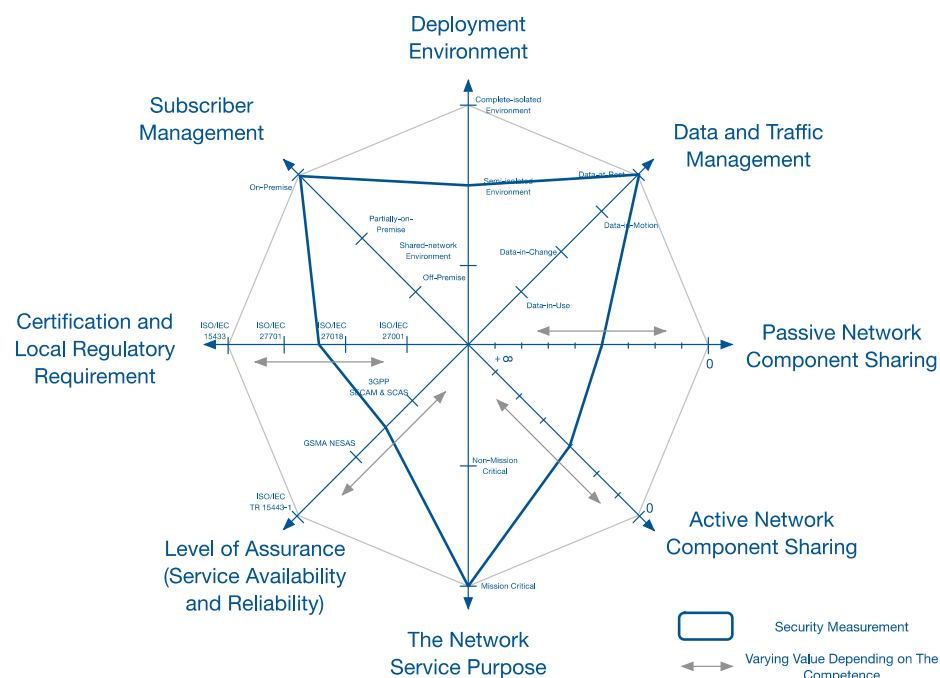 Deployment
Environment
Complete-isolated
Environment
Subscriber
Management
Data and Traffic
Management
On-Premise
Semi-isolated
Environment
Data-at-Rest
Partially-on-
Premise
Data-in-Motion
Shared-network
Environment
Data-in-Change
Off-Premise
Data-in-Use
Certification and
Local Regulatory
Requirement
ISO/IEC
15433
ISO/IEC
27701
ISO/IEC
27018
ISO/IEC
27001
Passive Network
Component Sharing
+ ∞
0
3GPP
SECAM & SCAS
GSMA NESAS
Non-Mission
Critical
ISO/IEC
TR 15443-1
0
Level of Assurance
(Service Availability
and Reliability)
Mission Critical
Active Network
Component Sharing
The Network
Service Purpose
Security Measurement
Varying Value Depending on The
Competence